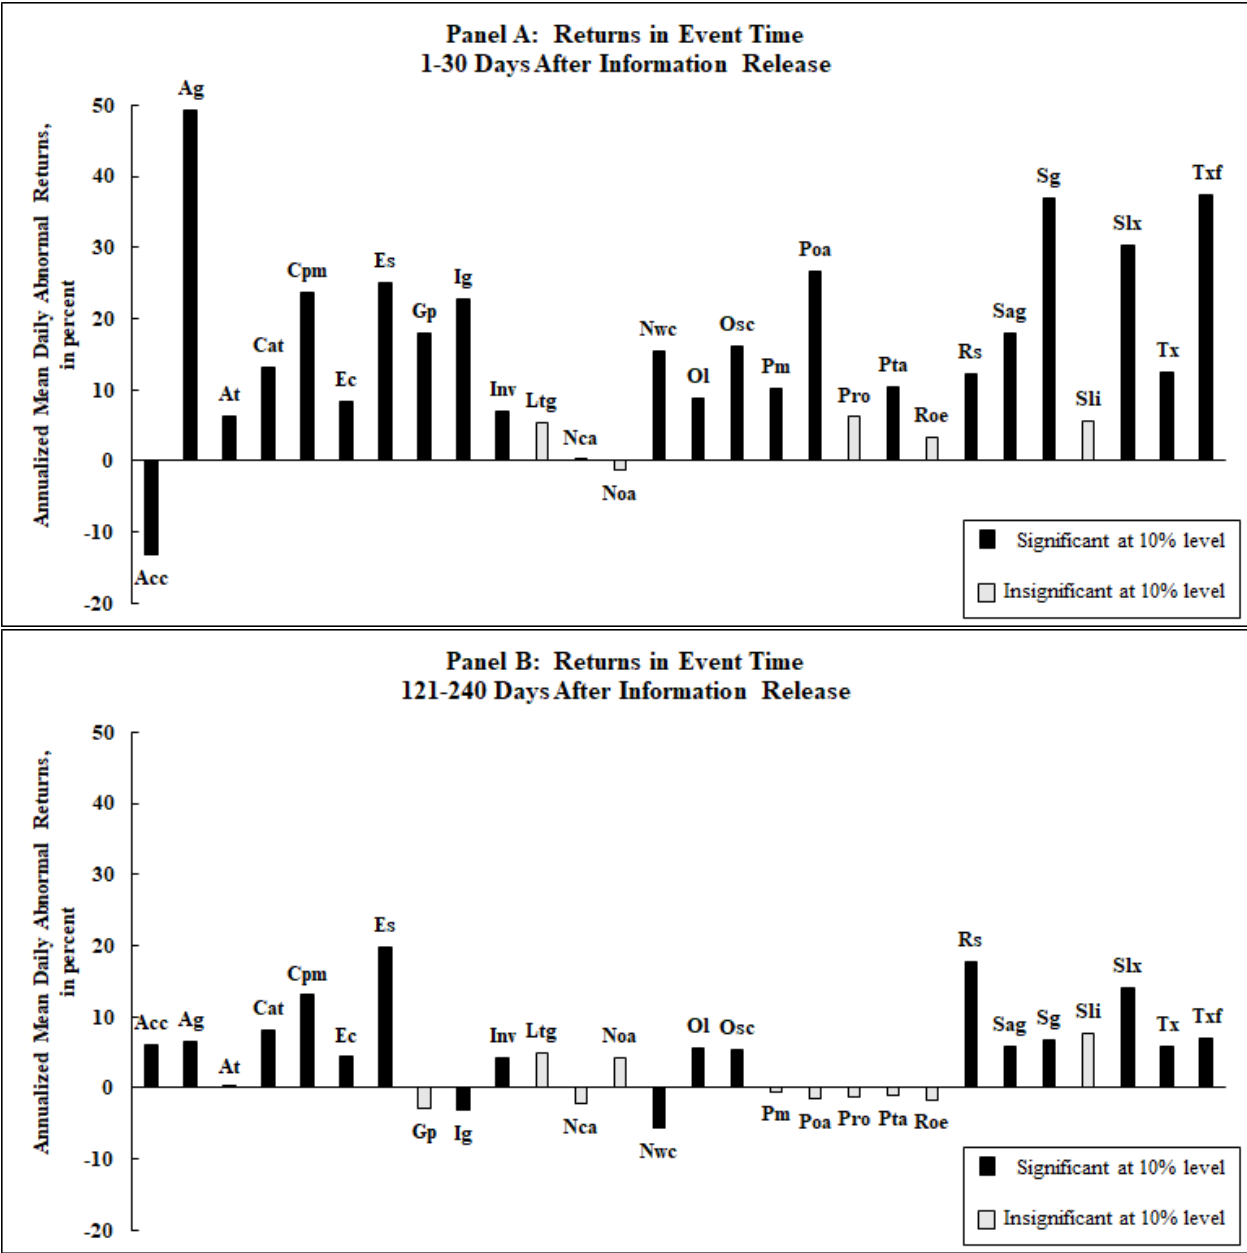 Panel A: Returns in Event Time
1-30 Days After Information Release
Annualized Mean Daily Abnormal Returns,
in percent
50
40
30
20
10
0
-10
-20
Acc
Ag
At
Cat
Cpm
Ec
Es
Gp
Ig
Inv
Ltg
Nca
Noa
Nwc
Ol
Osc
Pm
Poa
Pro
Pta
Roe
Rs
Sag
Sg
Sli
Slx
Tx
Txf
Significant at 10% level
Insignificant at 10% level
Panel B: Returns in Event Time
121-240 Days After Information Release
Annualized Mean Daily Abnormal Returns,
in percent
50
40
30
20
10
0
-10
-20
Acc
Ag
At
Cat
Cpm
Ec
Es
Gp
Ig
Inv
Ltg
Nca
Noa
Nwc
Ol
Osc
Pm
Poa
Pro
Pta
Roe
Rs
Sag
Sg
Sli
Slx
Tx
Txf
Significant at 10% level
Insignificant at 10% level